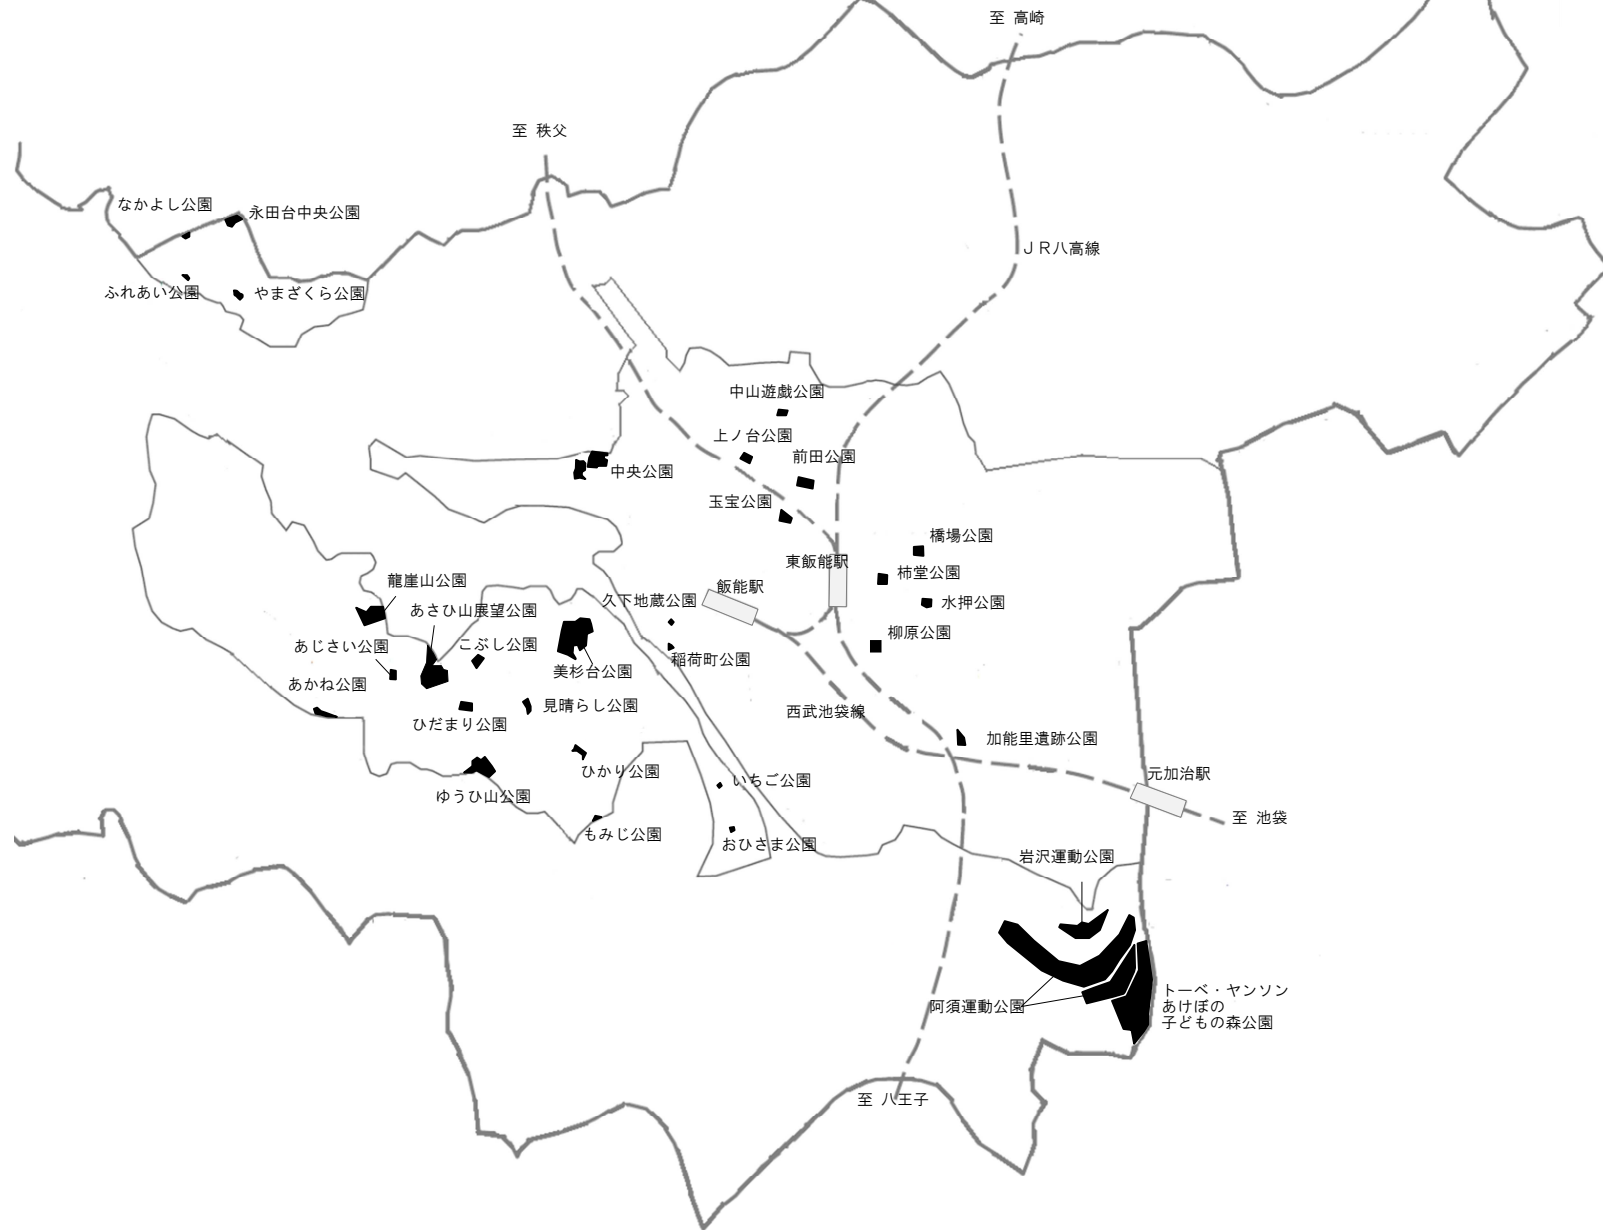 至 高崎
至 秩父
なかよし公園
永田台中央公園
ＪＲ八高線
ふれあい公園
やまざくら公園
中山遊戯公園
上ノ台公園
前田公園
中央公園
玉宝公園
橋場公園
東飯能駅
柿堂公園
龍崖山公園
飯能駅
久下地蔵公園
水押公園
あさひ山展望公園
柳原公園
あじさい公園
こぶし公園
稲荷町公園
美杉台公園
あかね公園
見晴らし公園
西武池袋線
ひだまり公園
加能里遺跡公園
ひかり公園
元加治駅
いちご公園
ゆうひ山公園
至 池袋
もみじ公園
おひさま公園
岩沢運動公園
阿須運動公園
トーベ・ヤンソン
あけぼの
子どもの森公園
至 八王子